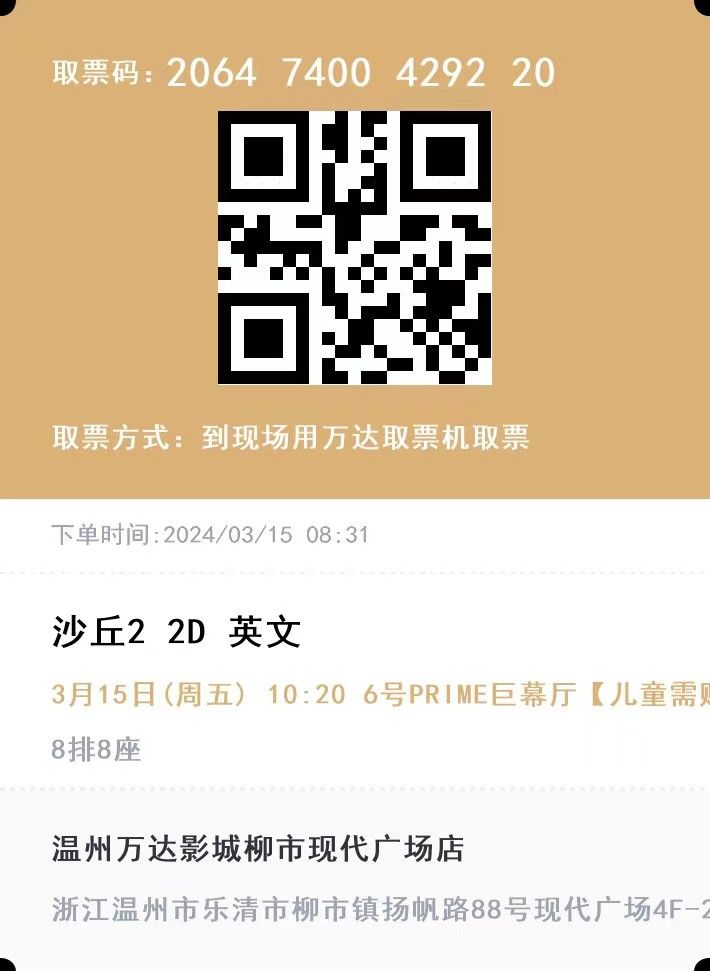 取票码：2064 7400 4292 20
取票方式：到现场用万达取票机取票
下单时间:2024/03/15 08:31
沙丘2 2D 英文
3月15日(周五) 10:20 6号PRIME巨幕厅【儿童需
8排8座
温州万达影城柳市现代广场店
浙江温州市乐清市柳市镇扬帆路88号现代广场4F-2